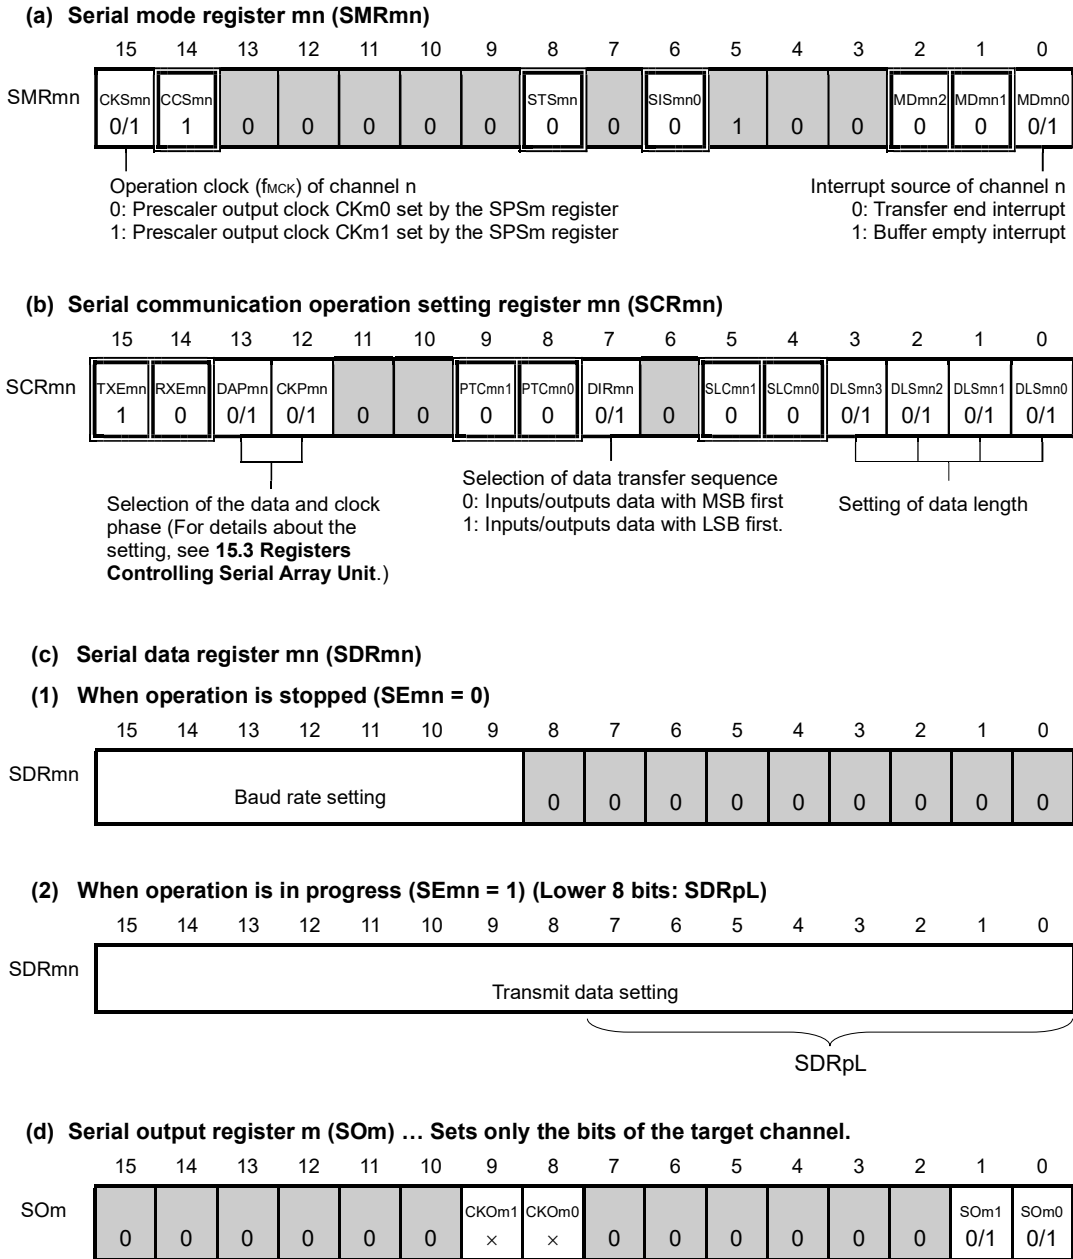 (a) Serial mode register mn (SMRmn)
15 14 13 12 11 10 9 8 7 6 5 4 3 2 1 0
SMRmn
CKSmn CCSmn STSmn SISmn0 MDmn2 MDmn1 MDmn0
0/1 1 0 0 0 0 0 0 0 0 1 0 0 0 0 0/1
Operation clock (fMCK) of channel n
0: Prescaler output clock CKm0 set by the SPSm register
1: Prescaler output clock CKm1 set by the SPSm register
Interrupt source of channel n
0: Transfer end interrupt
1: Buffer empty interrupt
(b) Serial communication operation setting register mn (SCRmn)
15 14 13 12 11 10 9 8 7 6 5 4 3 2 1 0
SCRmn
TXEmn RXEmn DAPmn CKPmn PTCmn1 PTCmn0 DIRmn SLCmn1 SLCmn0 DLSmn3 DLSmn2 DLSmn1 DLSmn0
1 0 0/1 0/1 0 0 0 0 0/1 0 0 0 0/1 0/1 0/1 0/1
Selection of the data and clock
phase (For details about the
setting, see 15.3 Registers
Controlling Serial Array Unit.)
Selection of data transfer sequence
0: Inputs/outputs data with MSB first
1: Inputs/outputs data with LSB first.
Setting of data length
(c) Serial data register mn (SDRmn)
(1) When operation is stopped (SEmn = 0)
15 14 13 12 11 10 9 8 7 6 5 4 3 2 1 0
SDRmn
Baud rate setting 0 0 0 0 0 0 0 0 0
(2) When operation is in progress (SEmn = 1) (Lower 8 bits: SDRpL)
15 14 13 12 11 10 9 8 7 6 5 4 3 2 1 0
SDRmn
Transmit data setting
SDRpL
(d) Serial output register m (SOm) … Sets only the bits of the target channel.
15 14 13 12 11 10 9 8 7 6 5 4 3 2 1 0
SOm
CKOm1 CKOm0 SOm1 SOm0
0 0 0 0 0 0 × × 0 0 0 0 0 0 0/1 0/1